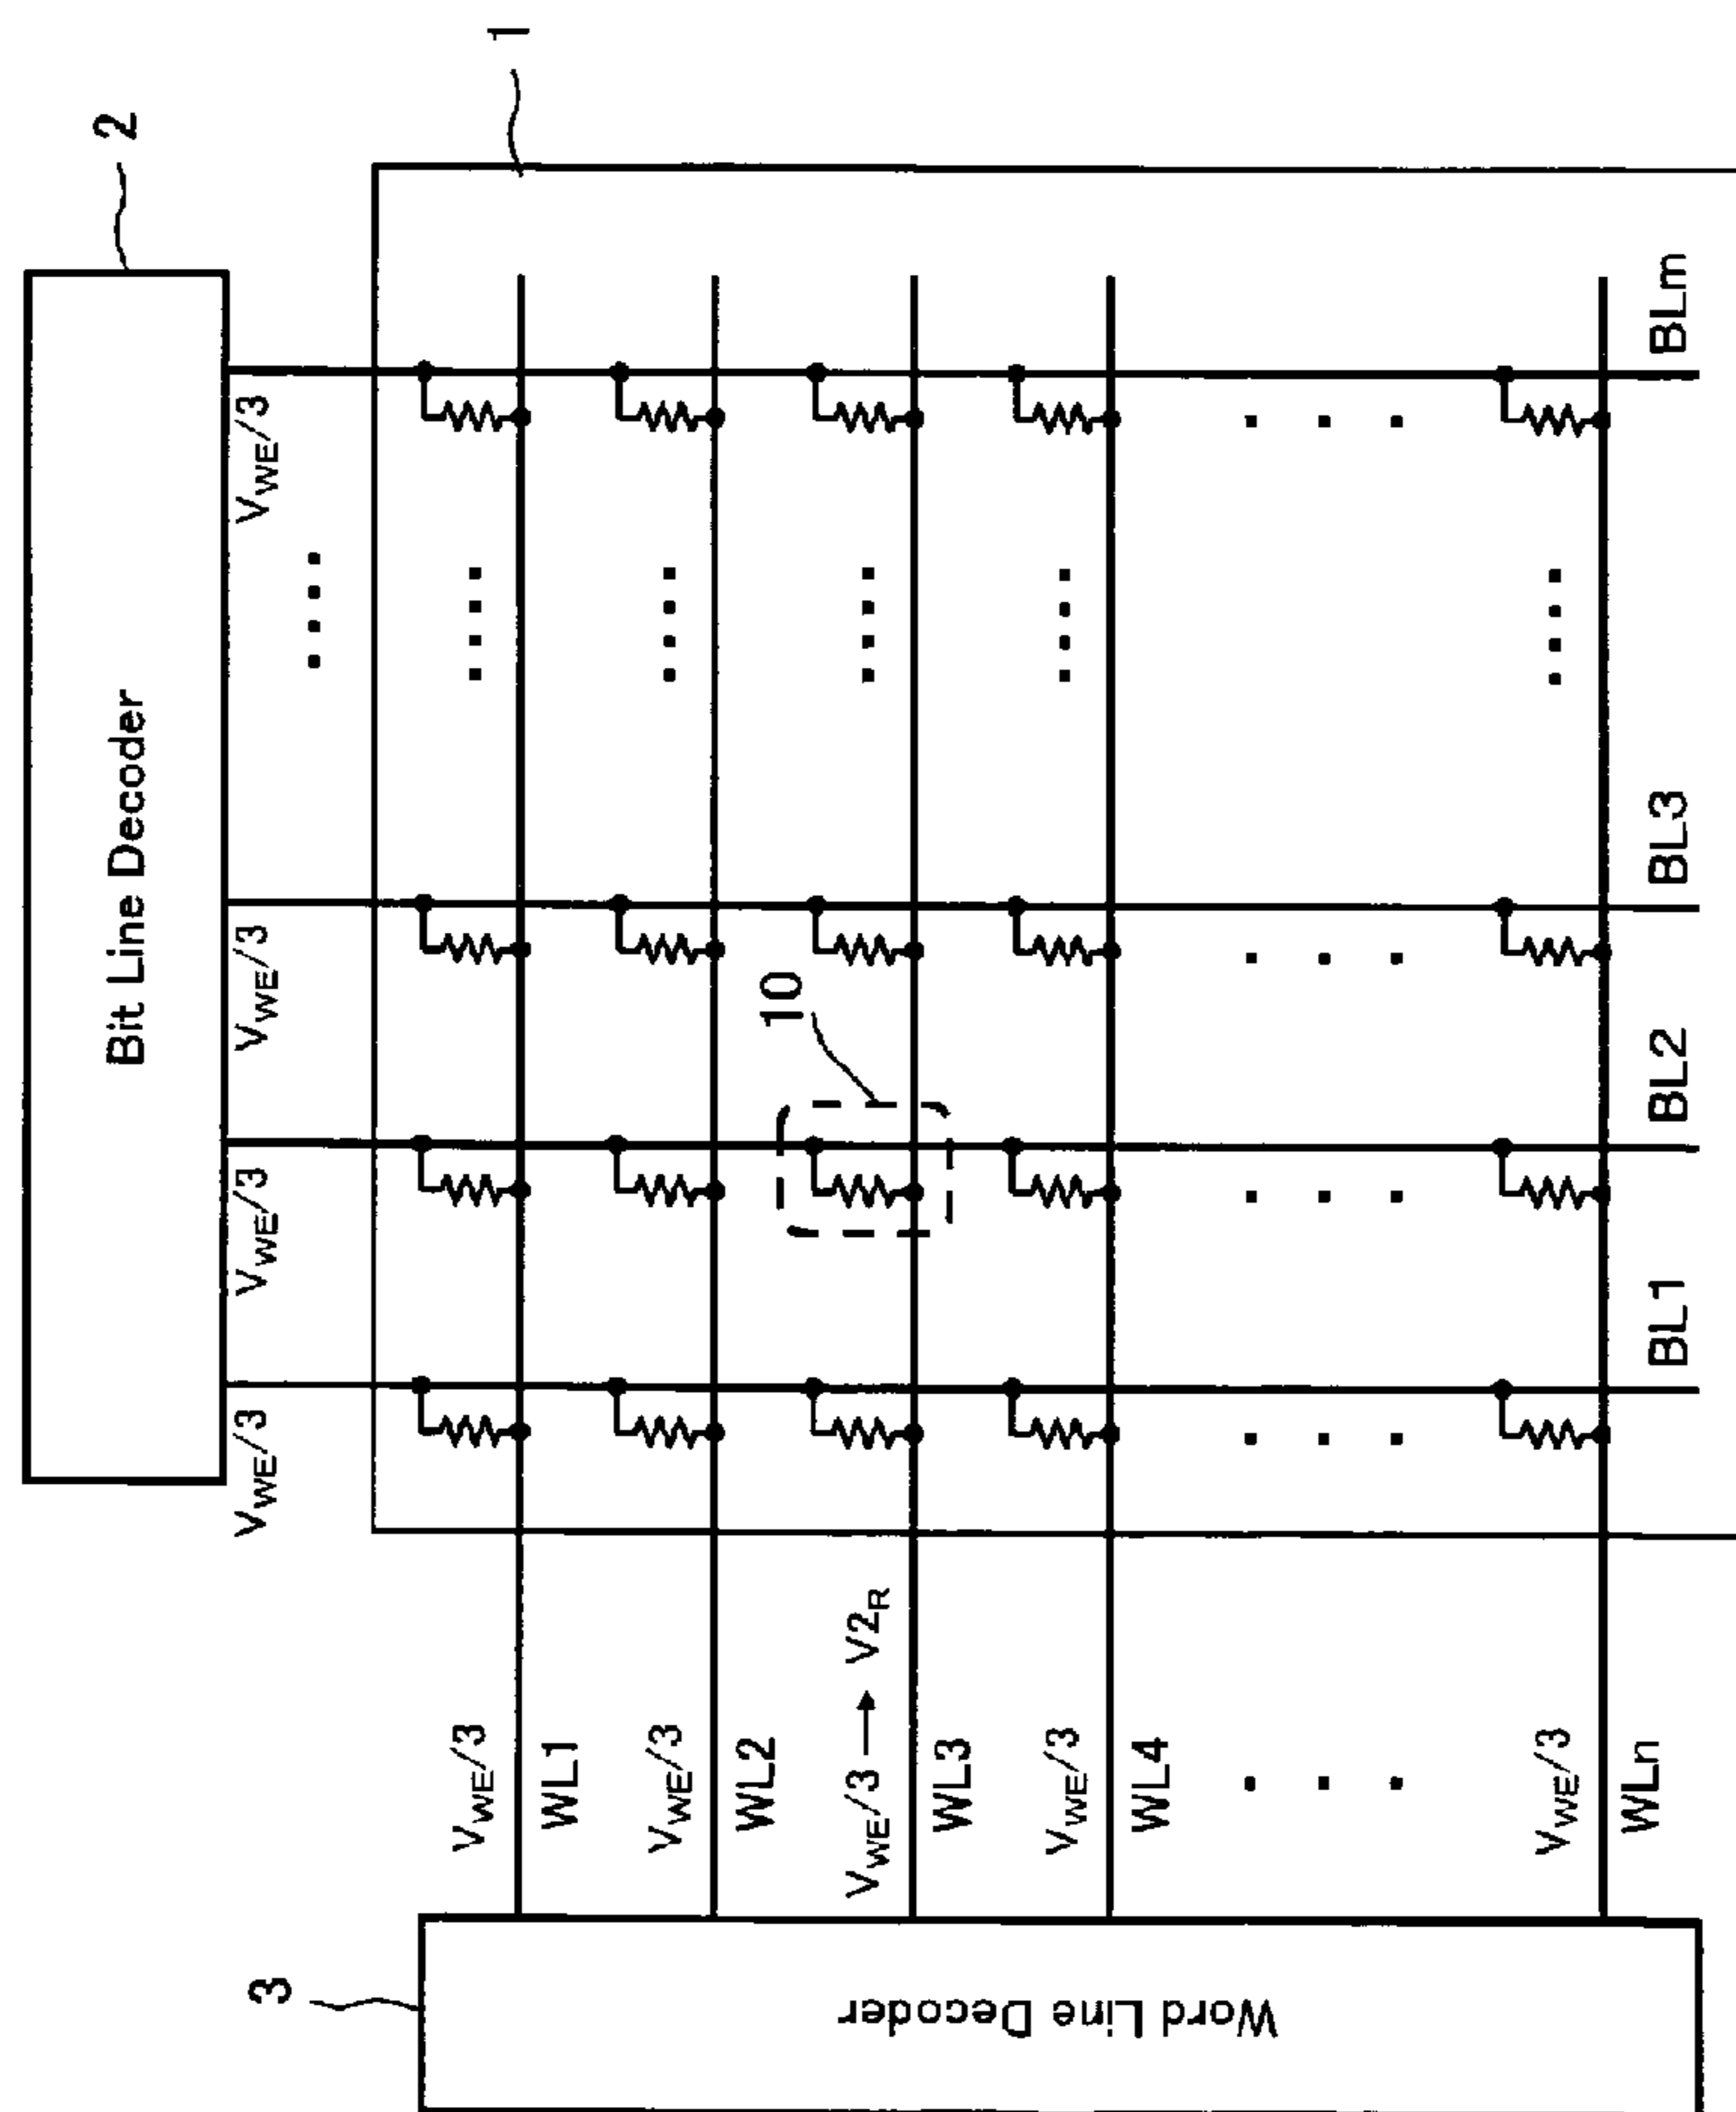 2
1
Bit Line Decoder
V_WE/3
V_WE/3
V_WE/3
....
V_WE/3
V_WE/3
WL1
....
V_WE/3
WL2
....
V_WE/3 → V2_R
WL3
10
....
V_WE/3
WL4
....
. . .
V_WE/3
WLn
....
BL1
BL2
BL3
BLm
3
Word Line Decoder